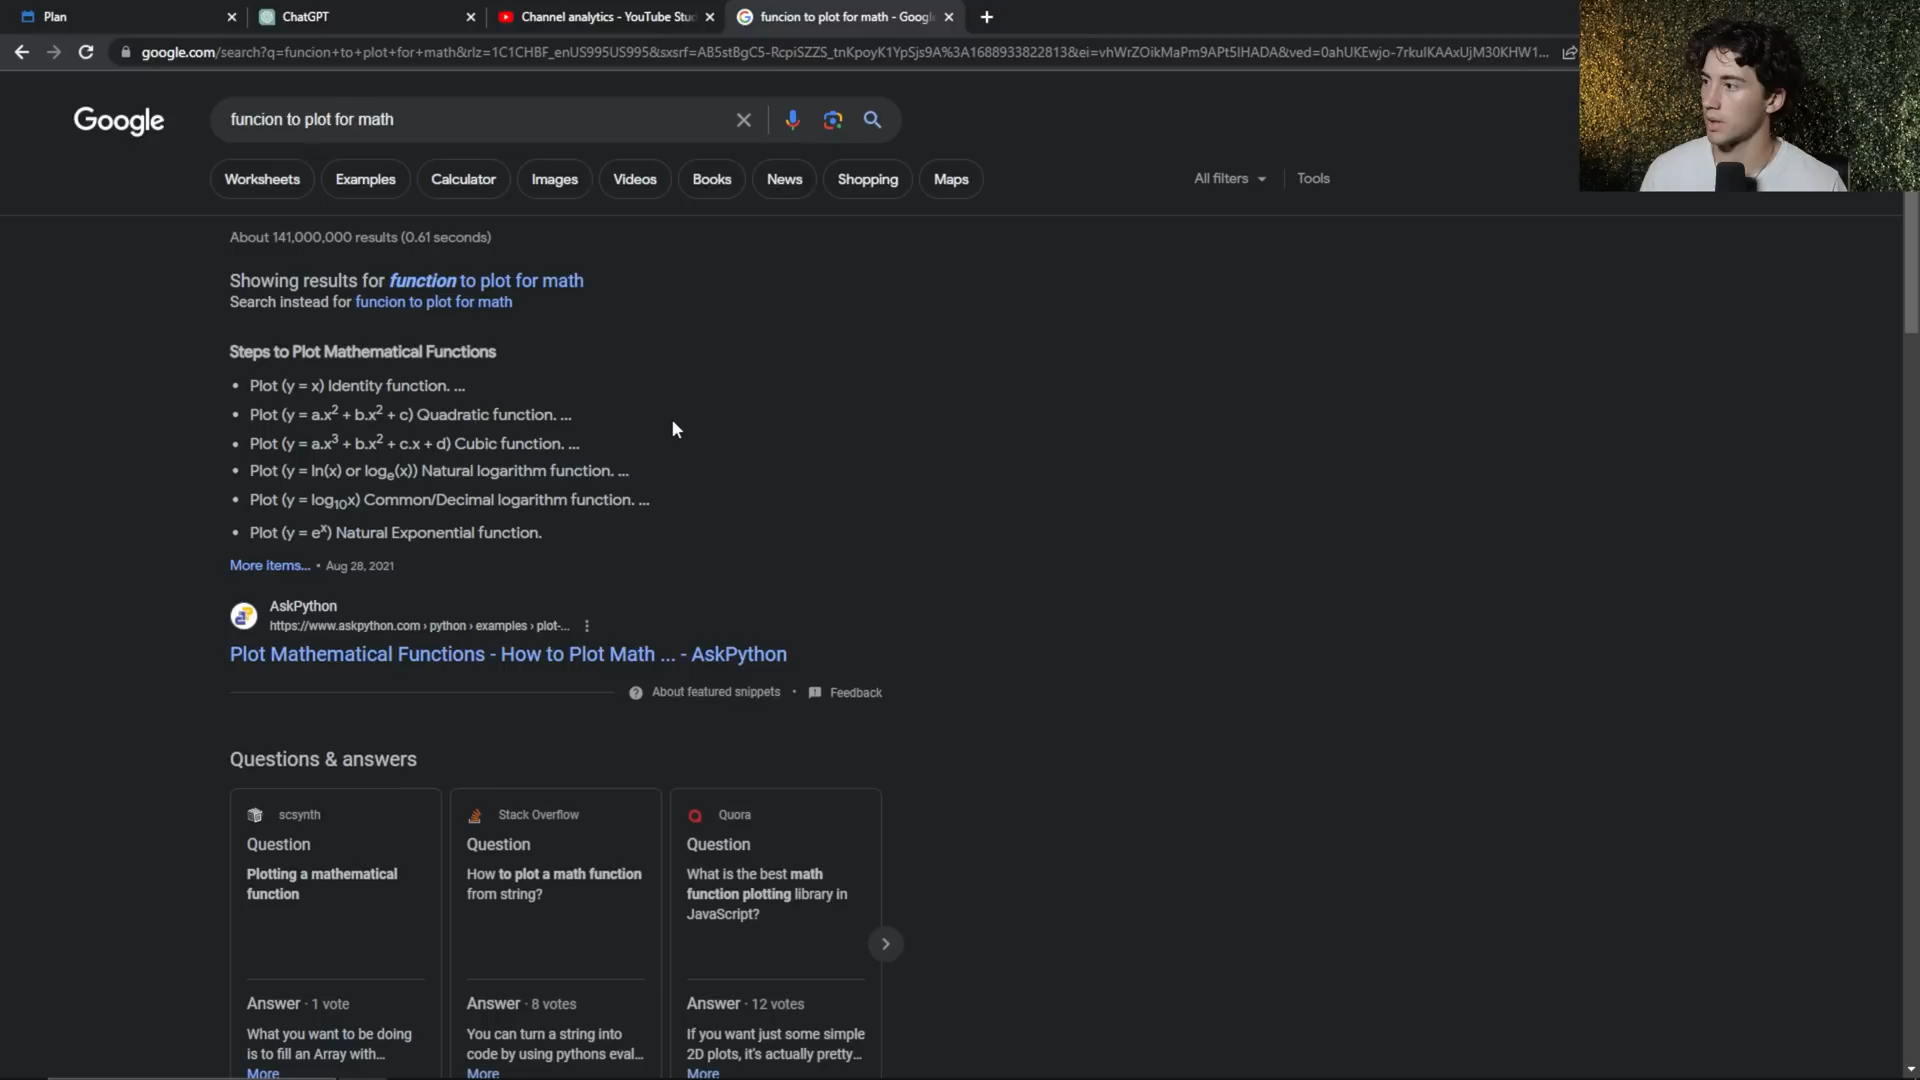 Plan
ChatGPT
Channel analytics - YouTube Stu
funcion to plot for math - Google
google.com/search?q=funcion+to+plot+for+math&rlz=1C1CHBF_enUS995US995&sxsrf=AB5stBgC5-RcpiSZZS_tnKpoyK1YpSjs9A%3A1688933822813&ei=vhWrZOikMaPm9APt5IHADA&ved=0ahUKEwjo-7rkuIKAAxUjM30KHW1...
Google
funcion to plot for math
Worksheets
Examples
Calculator
Images
Videos
Books
News
Shopping
Maps
All filters
Tools
About 141,000,000 results (0.61 seconds)
Showing results for function to plot for math
Search instead for funcion to plot for math
Steps to Plot Mathematical Functions
• Plot (y = x) Identity function. ...
• Plot (y = a.x² + b.x² + c) Quadratic function. ...
• Plot (y = a.x³ + b.x² + c.x + d) Cubic function. ...
• Plot (y = ln(x) or logₑ(x)) Natural logarithm function. ...
• Plot (y = log₁₀x) Common/Decimal logarithm function. ...
• Plot (y = eˣ) Natural Exponential function.
More items... • Aug 28, 2021
AskPython
https://www.askpython.com › python › examples › plot-...
Plot Mathematical Functions - How to Plot Math ... - AskPython
About featured snippets • Feedback
Questions & answers
scsynth
Question
Plotting a mathematical
function
Answer · 1 vote
What you want to be doing
is to fill an Array with...
More
Stack Overflow
Question
How to plot a math function
from string?
Answer · 8 votes
You can turn a string into
code by using pythons eval...
More
Quora
Question
What is the best math
function plotting library in
JavaScript?
Answer · 12 votes
If you want just some simple
2D plots, it's actually pretty...
More